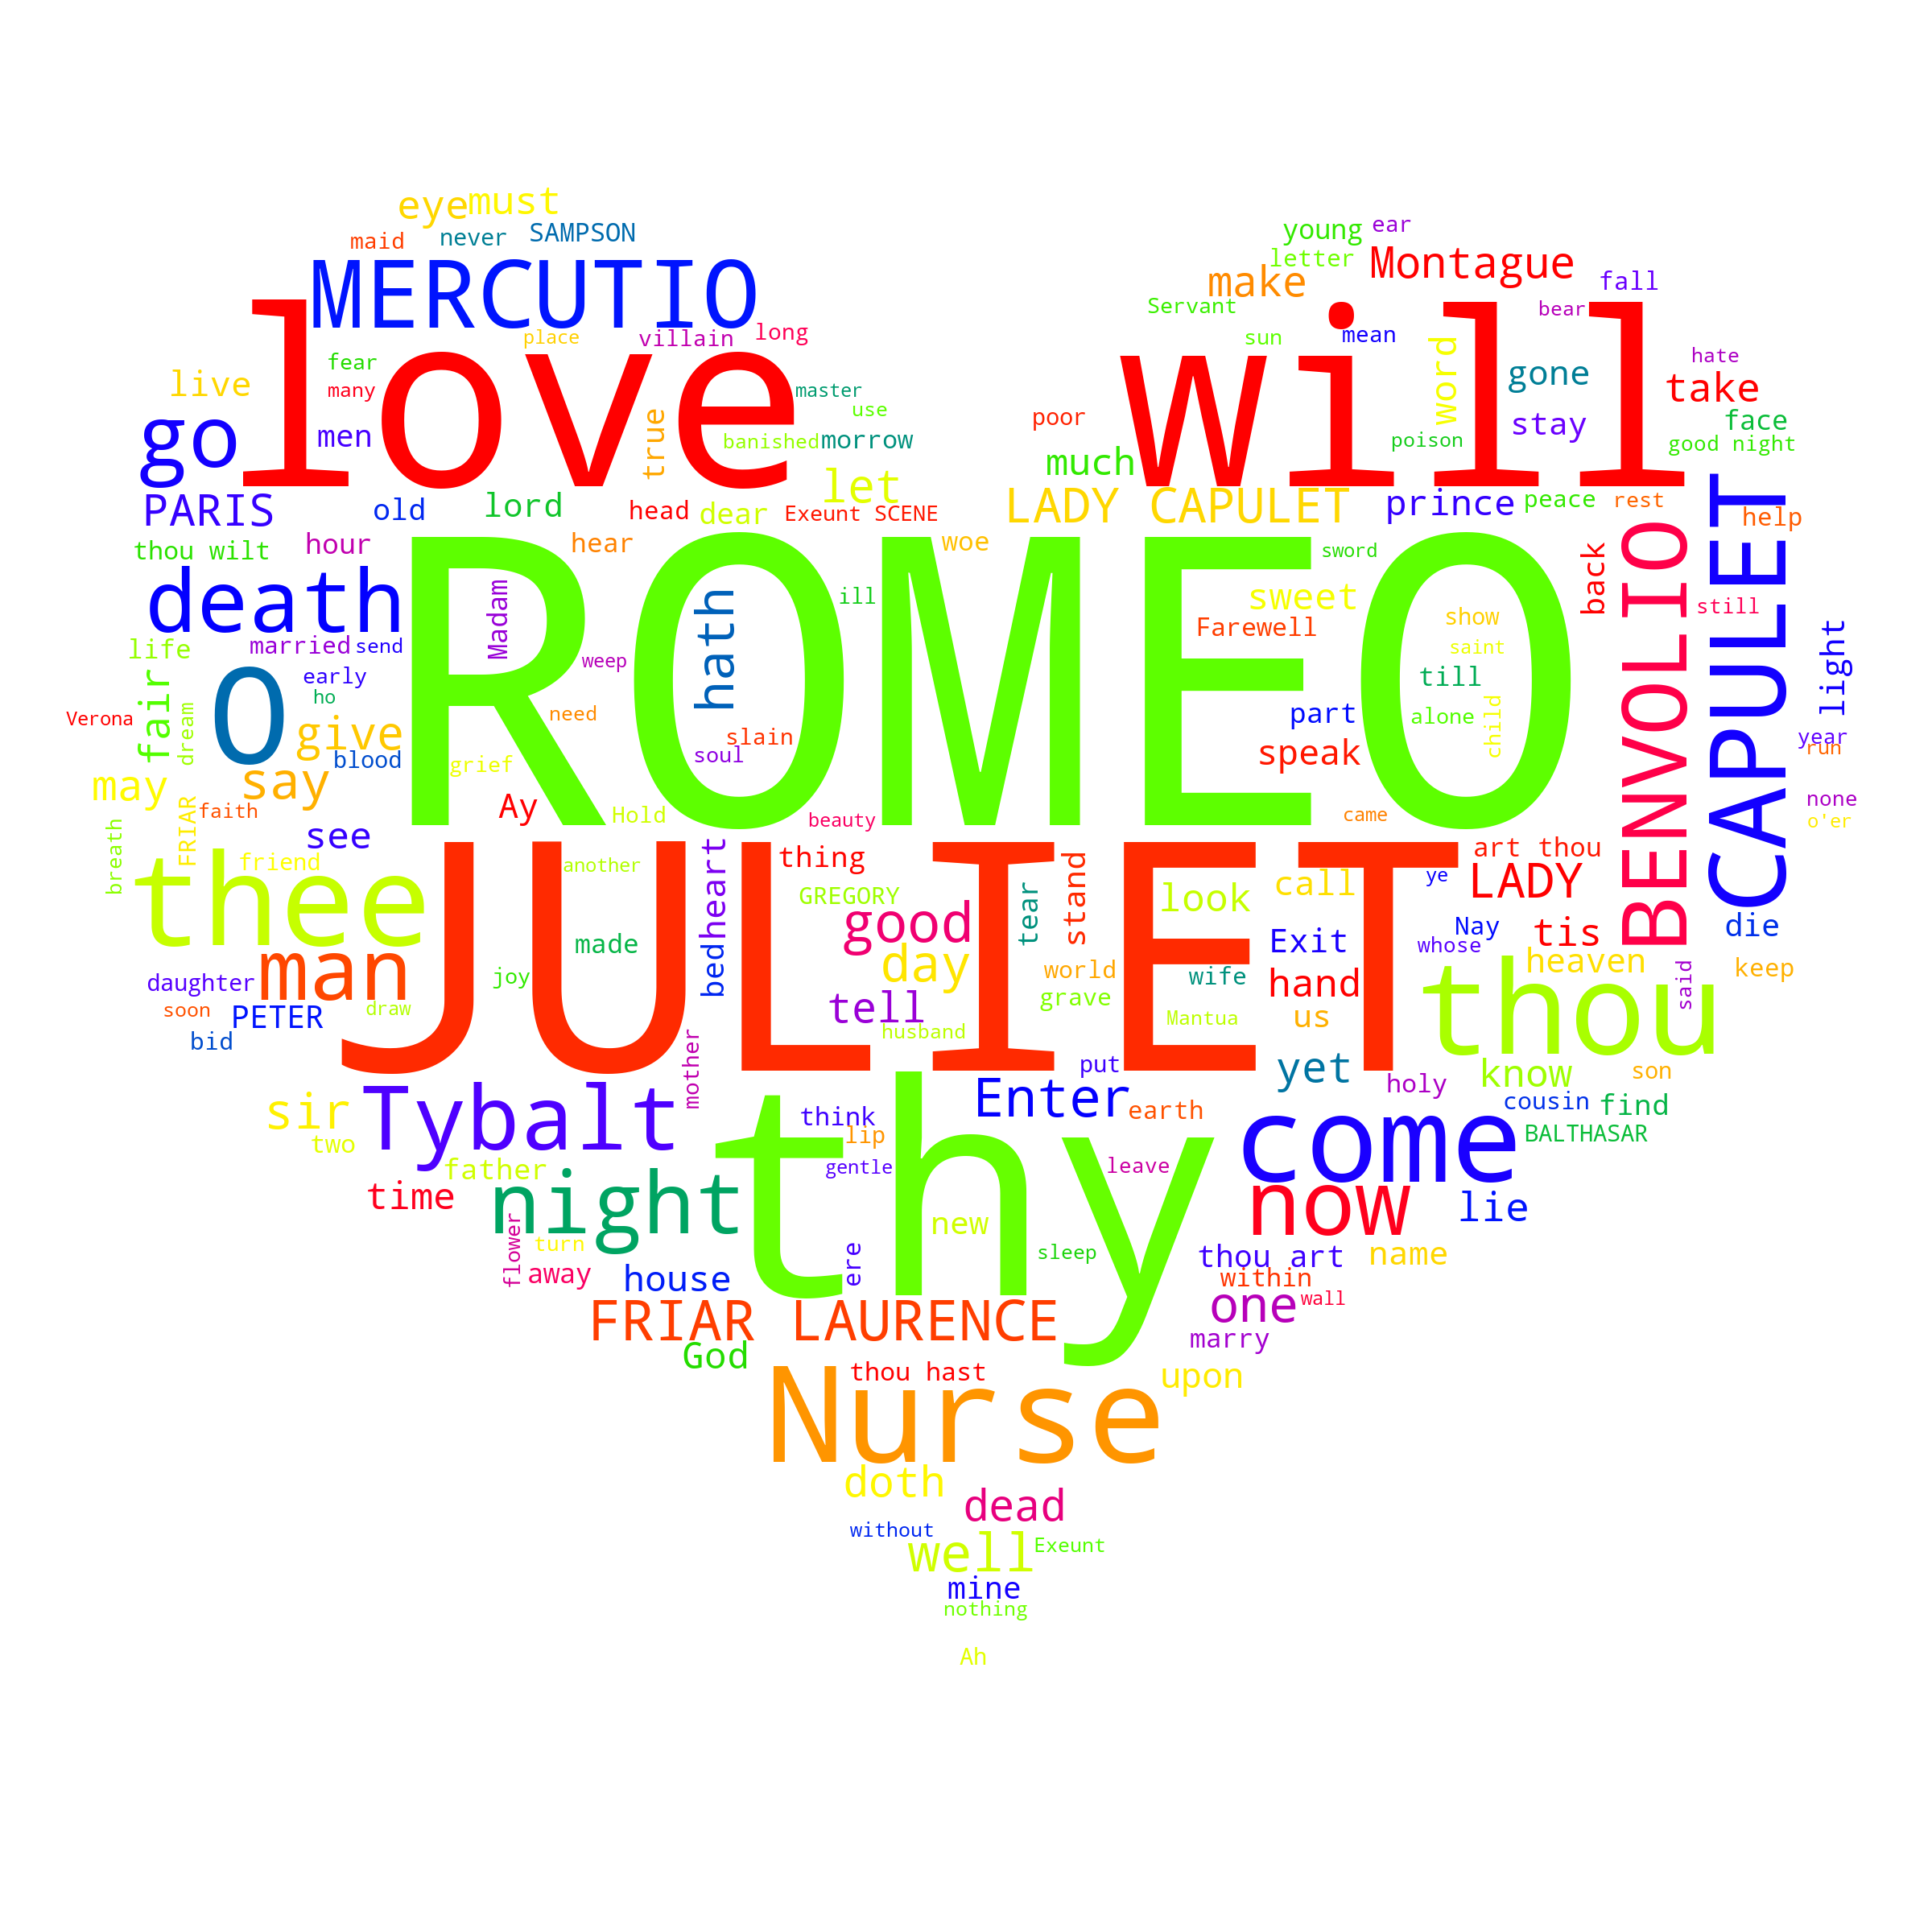 eye must
maid never SAMPSON
young ear
MERCUTIO
letter Montague
make fall
Servant bear
love will
place villain long
sun mean
fear
live many master
hate
word gone take
go men true use
banished morrow
poor stay face
poison good night
let much
PARIS old lord head dear Exeunt SCENE
LADY CAPULET prince peace rest
help
thou wilt hour hear woe sword back
BENVOLIO CAPULET
death ROMEO
Madam hath ill sweet still
Farewell show
life married send weep saint
light
early till
O ho
Verona fair dream need part alone child
give slain year
blood soul speak run
grief
may say
FRIAR faith Ay Hold beauty came none
o'er
see
breath friend another heart thing art thou
thee JULIET
GREGORY tear stand look call ye LADY
good
made Exit Nay tis die
whose
man joy bed day world wife hand heaven keep
daughter said
soon draw tell grave thou
PETER husband Mantua us
bid
mother put yet know son
holy
sir Tybalt thy Enter earth cousin find
think come
two lip BALTHASAR
father gentle leave
time night now lie
flower turn new
ere sleep thou art name
away house within
FRIAR LAURENCE one wall
marry
God
thou hast upon
Nurse
doth
dead
without
well Exeunt
mine
nothing
Ah